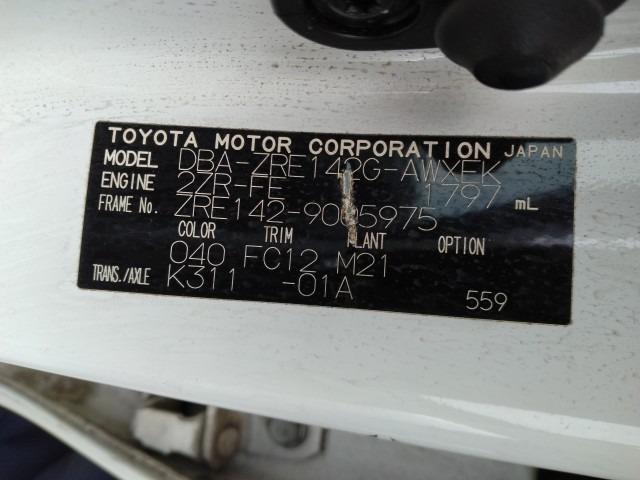 TOYOTA MOTOR CORPORATION JAPAN
MODEL DBA-ZRE142G-AWXEK
ENGINE 2ZR-FE 1797 mL
FRAME No.
COLOR TRIM PLANT OPTION
040 FC12 M21
TRANS./AXLE K311 -01A
559